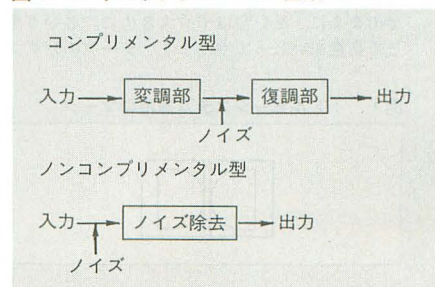 コンプリメンタル型
入力 変調部 復調部 出力
ノイズ
ノンコンプリメンタル型
入力 ノイズ除去 出力
ノイズ